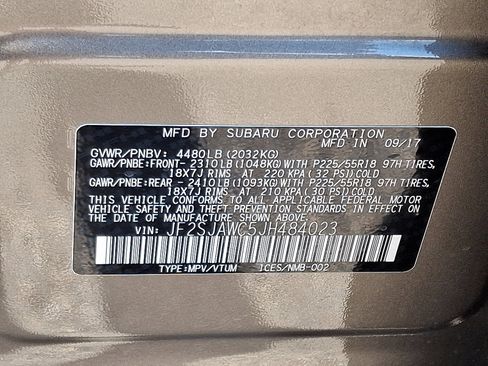 MFD BY SUBARU CORPORATION
MFD IN 09/17
GVWR/PNBV: 4480LB (2032KG)
GAWR/PNBE:FRONT- 2310LB (1048KG) WITH P225/55R18 97H TIRES,
18X7J RIMS AT 220 KPA (32 PSI) COLD
GAWR/PNBE:REAR - 2410LB (1093KG) WITH P225/55R18 97H TIRES,
18X7J RIMS AT 210 KPA (30 PSI) COLD
THIS VEHICLE CONFORMS TO ALL APPLICABLE FEDERAL MOTOR
VEHICLE SAFETY, BUMPER, AND THEFT PREVENTION STANDARDS
IN EFFECT ON THE DATE OF MANUFACTURE SHOWN ABOVE.
VIN: JF2SJAWC5JH484023
TYPE:MPV/VTUM ICES/NMB-002